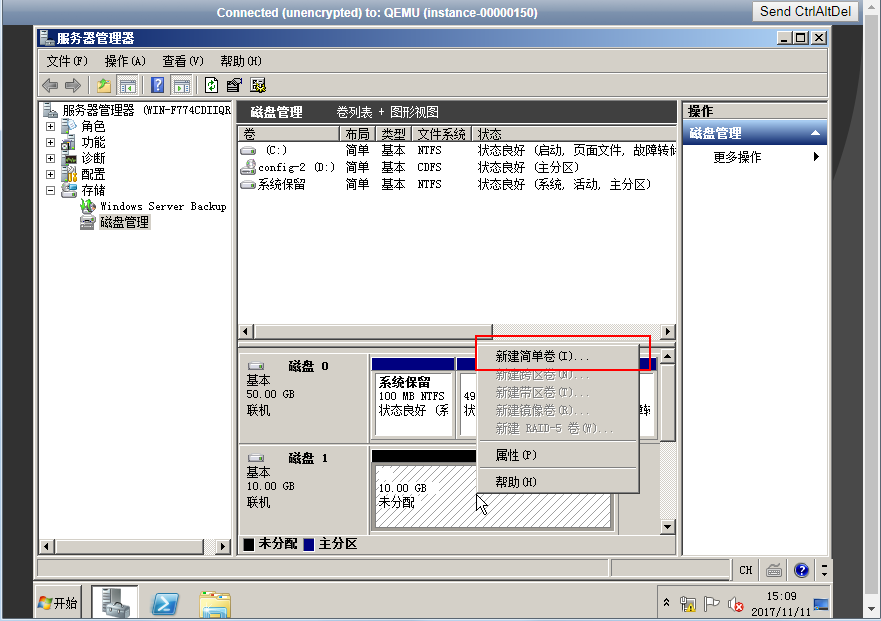 Connected (unencrypted) to: QEMU (instance-00000150)
Send CtrlAltDel
服务器管理器
文件(F) 操作(A) 查看(V) 帮助(H)
服务器管理器 (WIN-F774CDIIQR
角色
功能
诊断
配置
存储
Windows Server Backup
磁盘管理
磁盘管理 卷列表 + 图形视图
卷 布局 类型 文件系统 状态
(C:) 简单 基本 NTFS 状态良好 (启动, 页面文件, 故障转储
config-2 (D:) 简单 基本 CDFS 状态良好 (主分区)
系统保留 简单 基本 NTFS 状态良好 (系统, 活动, 主分区)
操作
磁盘管理
更多操作
磁盘 0
基本
50.00 GB
联机
系统保留
100 MB NTFS
状态良好 (系
49
状
新建简单卷(I)...
新建跨区卷(N)...
新建带区卷(T)...
新建镜像卷(R)...
新建 RAID-5 卷(W)...
属性(P)
帮助(H)
磁盘 1
基本
10.00 GB
联机
10.00 GB
未分配
未分配 主分区
CH
开始
15:09
2017/11/11